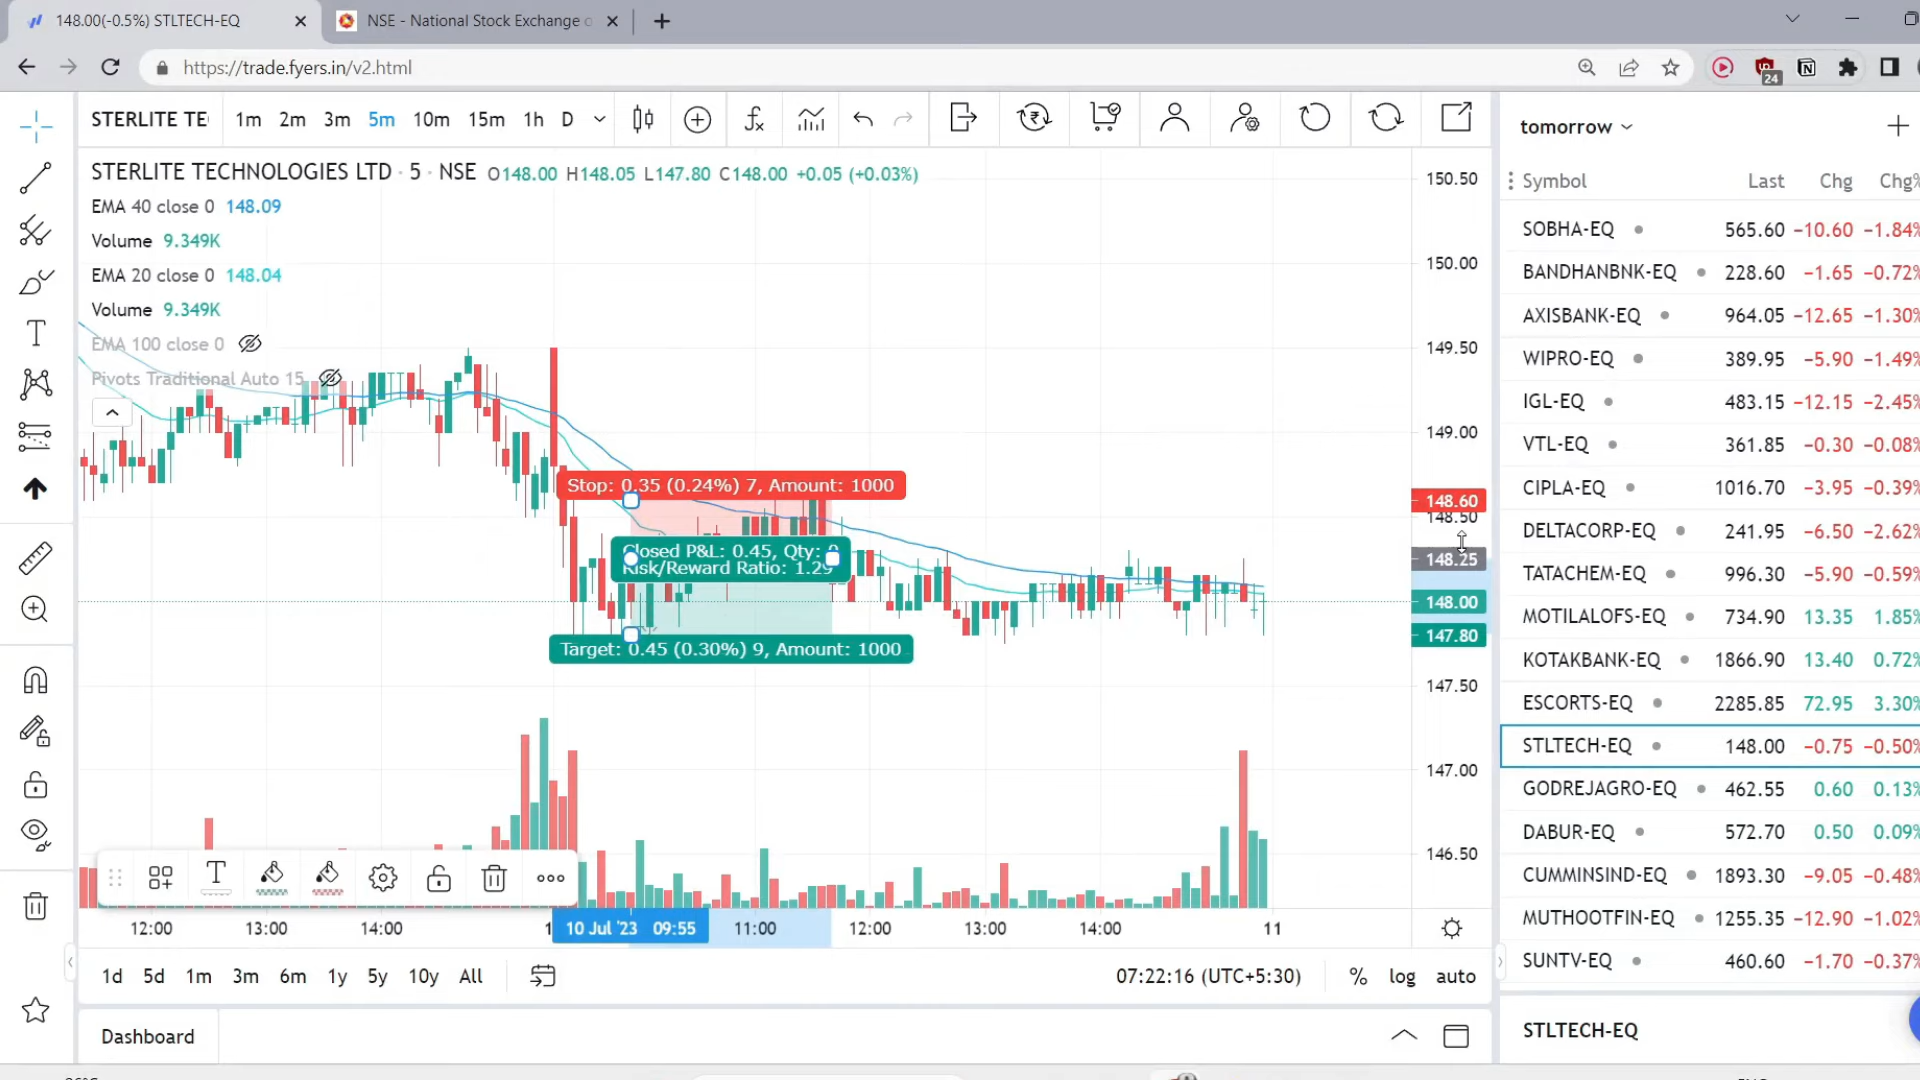 148.00(-0.5%) STLTECH-EQ
NSE - National Stock Exchange o
https://trade.fyers.in/v2.html
24
STERLITE TE
1m 2m 3m 5m 10m 15m 1h D
tomorrow
STERLITE TECHNOLOGIES LTD · 5 · NSE O148.00 H148.05 L147.80 C148.00 +0.05 (+0.03%)
EMA 40 close 0 148.09
Volume 9.349K
EMA 20 close 0 148.04
Volume 9.349K
EMA 100 close 0
Pivots Traditional Auto 15
Stop: 0.35 (0.24%) 7, Amount: 1000
Closed P&L: 0.45, Qty:
Risk/Reward Ratio: 1.29
Target: 0.45 (0.30%) 9, Amount: 1000
150.50
150.00
149.50
149.00
148.60
148.50
148.25
148.00
147.80
147.50
147.00
146.50
12:00 13:00 14:00 1 10 Jul '23 09:55 11:00 12:00 13:00 14:00 11
1d 5d 1m 3m 6m 1y 5y 10y All
07:22:16 (UTC+5:30) % log auto
Dashboard
Symbol Last Chg Chg%
SOBHA-EQ 565.60 −10.60 −1.84%
BANDHANBNK-EQ 228.60 −1.65 −0.72%
AXISBANK-EQ 964.05 −12.65 −1.30%
WIPRO-EQ 389.95 −5.90 −1.49%
IGL-EQ 483.15 −12.15 −2.45%
VTL-EQ 361.85 −0.30 −0.08%
CIPLA-EQ 1016.70 −3.95 −0.39%
DELTACORP-EQ 241.95 −6.50 −2.62%
TATACHEM-EQ 996.30 −5.90 −0.59%
MOTILALOFS-EQ 734.90 13.35 1.85%
KOTAKBANK-EQ 1866.90 13.40 0.72%
ESCORTS-EQ 2285.85 72.95 3.30%
STLTECH-EQ 148.00 −0.75 −0.50%
GODREJAGRO-EQ 462.55 0.60 0.13%
DABUR-EQ 572.70 0.50 0.09%
CUMMINSIND-EQ 1893.30 −9.05 −0.48%
MUTHOOTFIN-EQ 1255.35 −12.90 −1.02%
SUNTV-EQ 460.60 −1.70 −0.37%
STLTECH-EQ